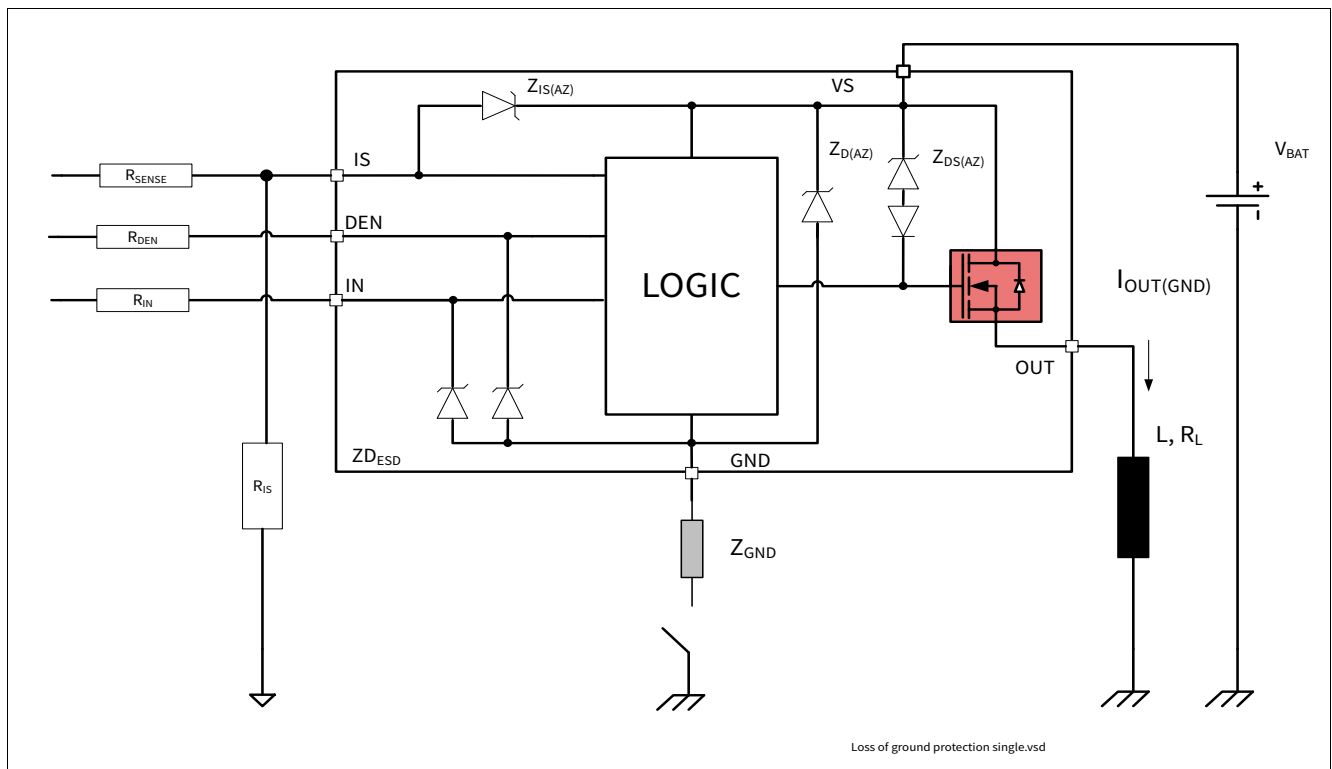 VS
Z_IS(AZ)
Z_D(AZ)
Z_DS(AZ)
V_BAT
+
-
IS
R_SENSE
DEN
R_DEN
IN
R_IN
LOGIC
I_OUT(GND)
OUT
L, R_L
ZD_ESD
GND
R_IS
Z_GND
Loss of ground protection single.vsd